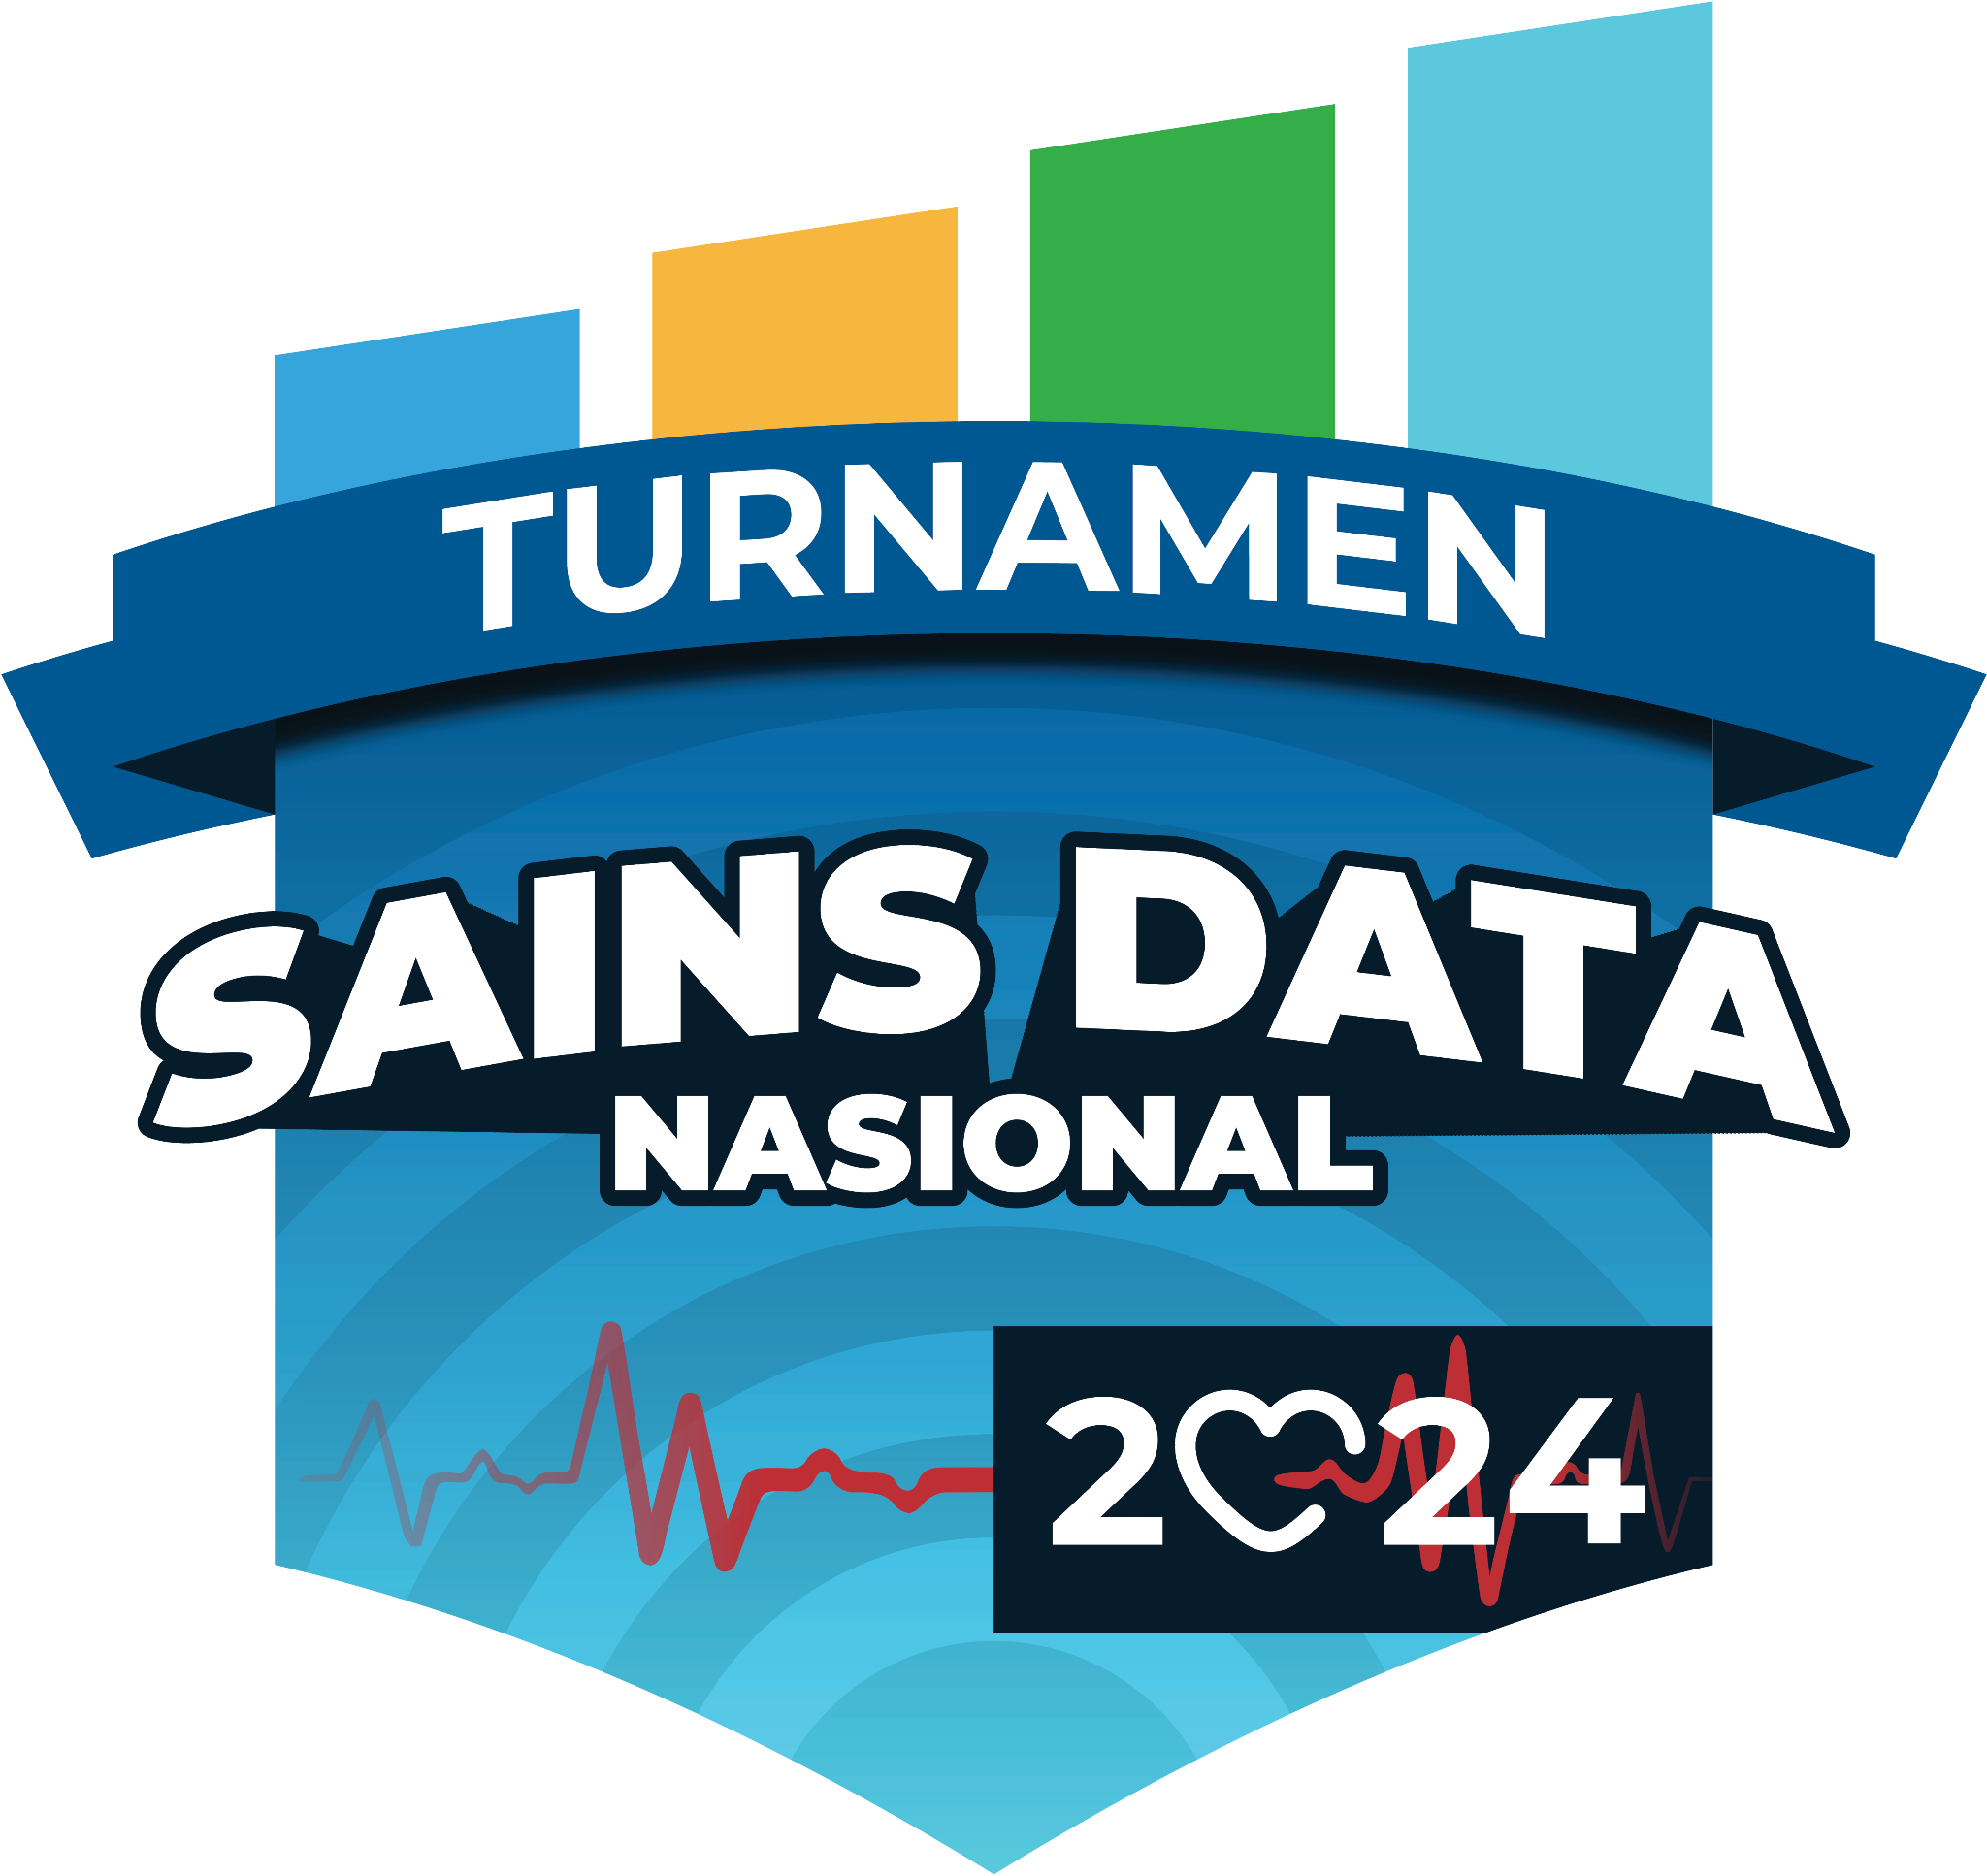 TURNAMEN
SAINS DATA
NASIONAL
2024